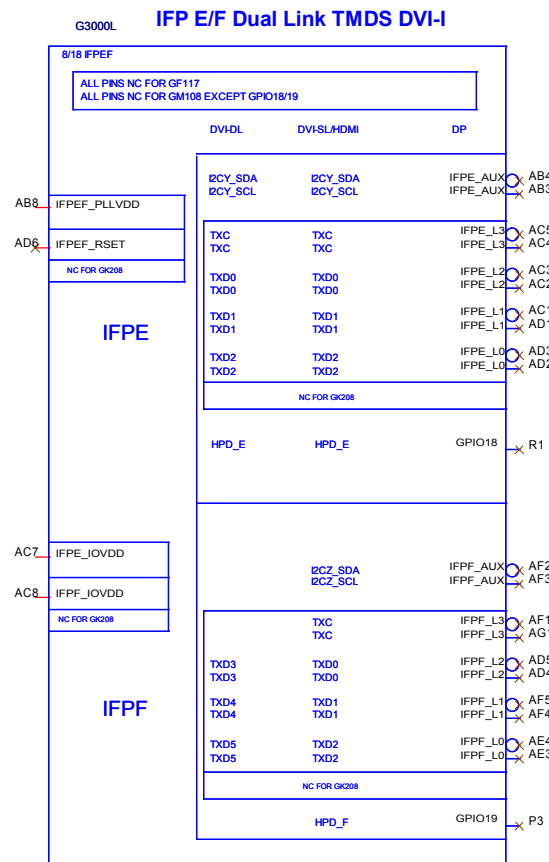 IFP E/F Dual Link TMDS DVI-I
G3000L
8/18 IFPEF
ALL PINS NC FOR GF117
ALL PINS NC FOR GM108 EXCEPT GPIO18/19
DVI-DL DVI-SL/HDMI DP
I2CY_SDA I2CY_SDA IFPE_AUX AB4
I2CY_SCL I2CY_SCL IFPE_AUX AB3
AB8 IFPEF_PLLVDD
TXC TXC IFPE_L3 AC5
TXC TXC IFPE_L3 AC4
AD6 IFPEF_RSET
NC FOR GK208
TXD0 TXD0 IFPE_L2 AC3
TXD0 TXD0 IFPE_L2 AC2
TXD1 TXD1 IFPE_L1 AC1
TXD1 TXD1 IFPE_L1 AD1
IFPE
TXD2 TXD2 IFPE_L0 AD3
TXD2 TXD2 IFPE_L0 AD2
NC FOR GK208
HPD_E HPD_E GPIO18 R1
AC7 IFPE_IOVDD
I2CZ_SDA IFPF_AUX AF2
I2CZ_SCL IFPF_AUX AF3
AC8 IFPF_IOVDD
NC FOR GK208
TXC IFPF_L3 AF1
TXC IFPF_L3 AG1
TXD3 TXD0 IFPF_L2 AD5
TXD3 TXD0 IFPF_L2 AD4
IFPF
TXD4 TXD1 IFPF_L1 AF5
TXD4 TXD1 IFPF_L1 AF4
TXD5 TXD2 IFPF_L0 AE4
TXD5 TXD2 IFPF_L0 AE3
NC FOR GK208
HPD_F GPIO19 P3